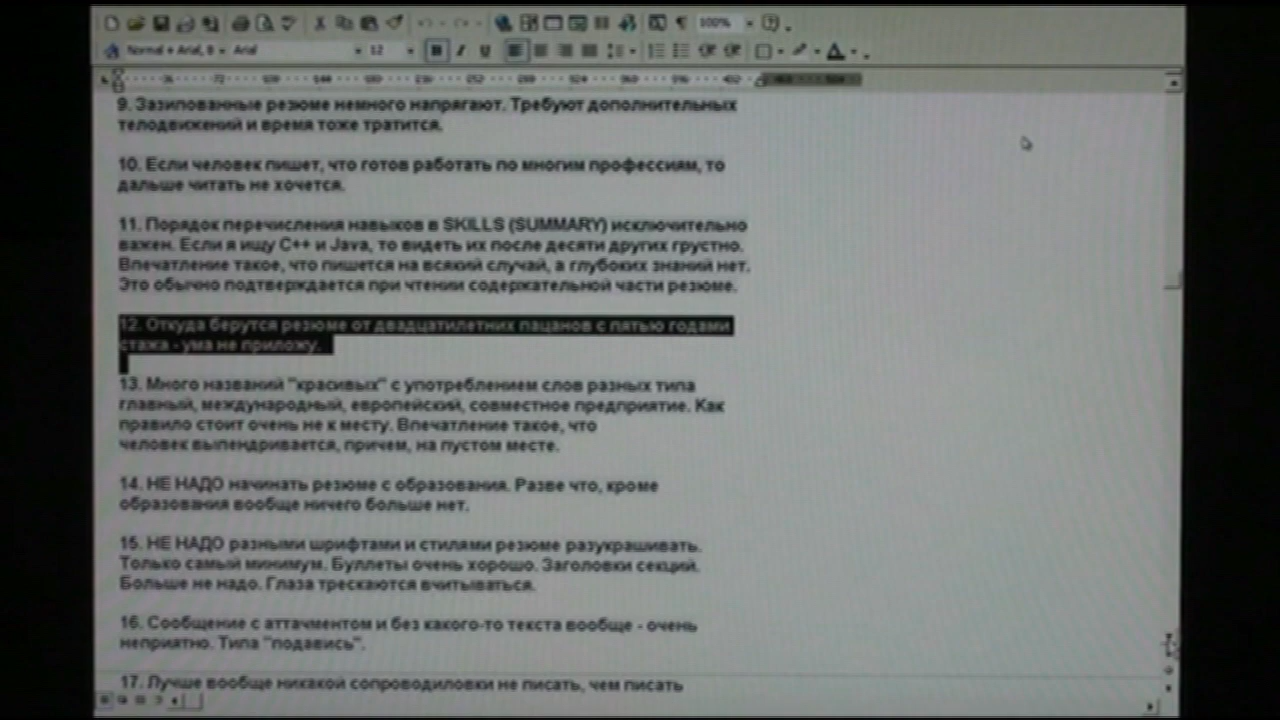 100%
Normal + Arial, B
Arial
12
9. Зазипованные резюме немного напрягают. Требуют дополнительных
телодвижений и время тоже тратится.
10. Если человек пишет, что готов работать по многим профессиям, то
дальше читать не хочется.
11. Порядок перечисления навыков в SKILLS (SUMMARY) исключительно
важен. Если я ищу C++ и Java, то видеть их после десяти других грустно.
Впечатление такое, что пишется на всякий случай, а глубоких знаний нет.
Это обычно подтверждается при чтении содержательной части резюме.
12. Откуда берутся резюме от двадцатилетних пацанов с пятью годами
стажа - ума не приложу.
13. Много названий "красивых" с употреблением слов разных типа
главный, международный, европейский, совместное предприятие. Как
правило стоит очень не к месту. Впечатление такое, что
человек выпендривается, причем, на пустом месте.
14. НЕ НАДО начинать резюме с образования. Разве что, кроме
образования вообще ничего больше нет.
15. НЕ НАДО разными шрифтами и стилями резюме разукрашивать.
Только самый минимум. Буллеты очень хорошо. Заголовки секций.
Больше не надо. Глаза трескаются вчитываться.
16. Сообщение с аттачментом и без какого-то текста вообще - очень
неприятно. Типа "подавись".
17. Лучше вообще никакой сопроводиловки не писать, чем писать